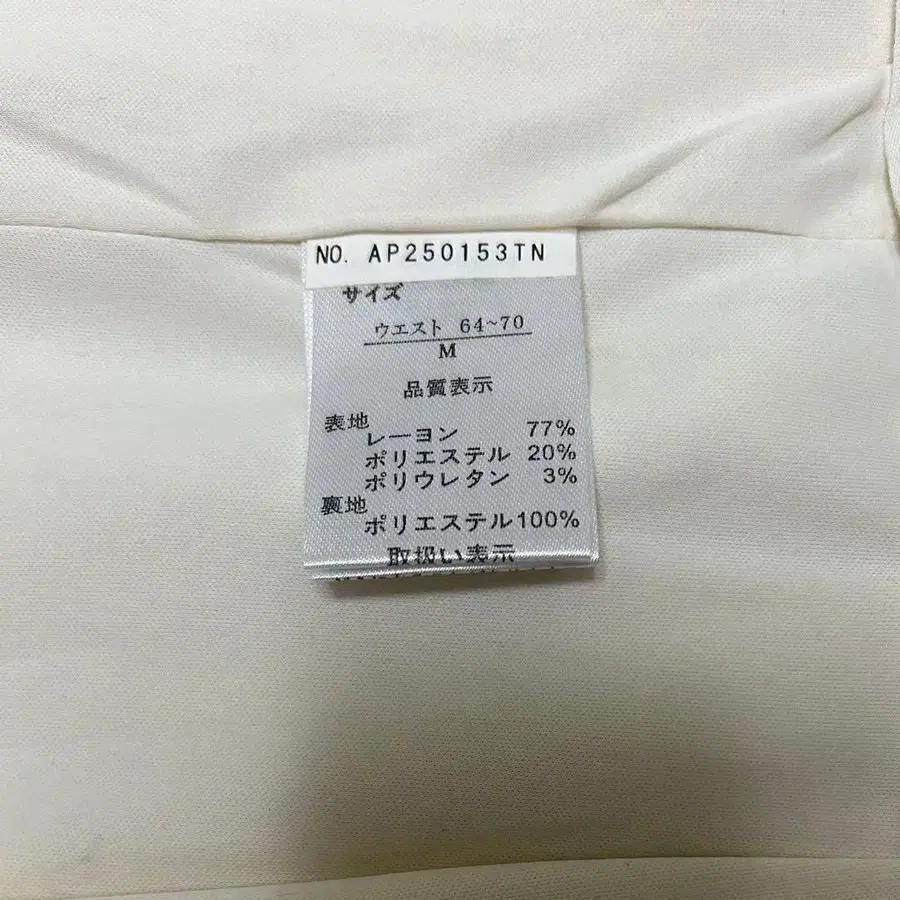 NO. AP250153TN
サイズ
ウエスト 64~70
M
品質表示
表地
レーヨン 77%
ポリエステル 20%
ポリウレタン 3%
裏地
ポリエステル100%
取扱い表示